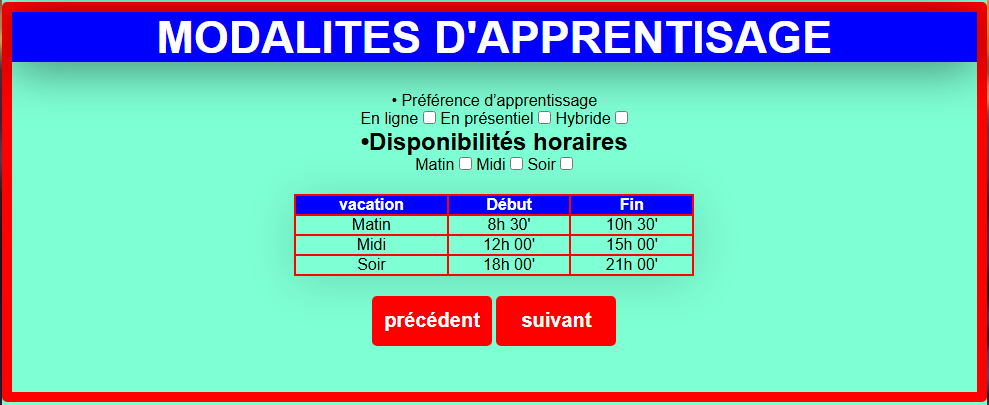 MODALITES D'APPRENTISAGE
• Préférence d’apprentissage
En ligne En présentiel Hybride
•Disponibilités horaires
Matin Midi Soir
vacation Début Fin
Matin 8h 30' 10h 30'
Midi 12h 00' 15h 00'
Soir 18h 00' 21h 00'
précédent suivant